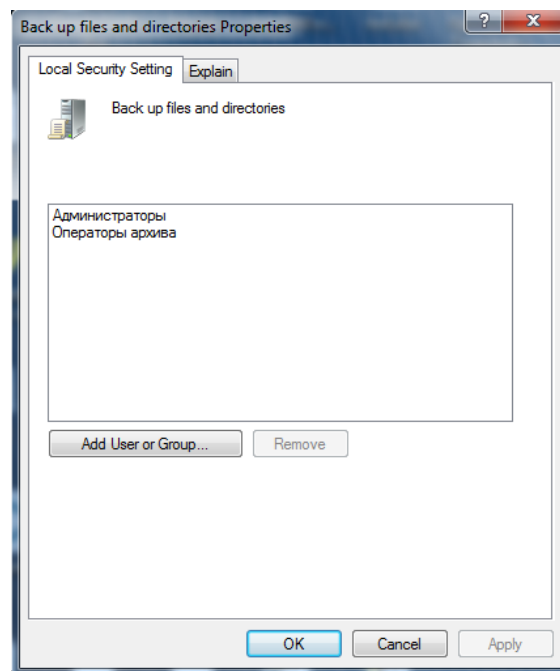 Back up files and directories Properties
Local Security Setting
Explain
Back up files and directories
Администраторы
Операторы архива
Add User or Group...
Remove
OK
Cancel
Apply